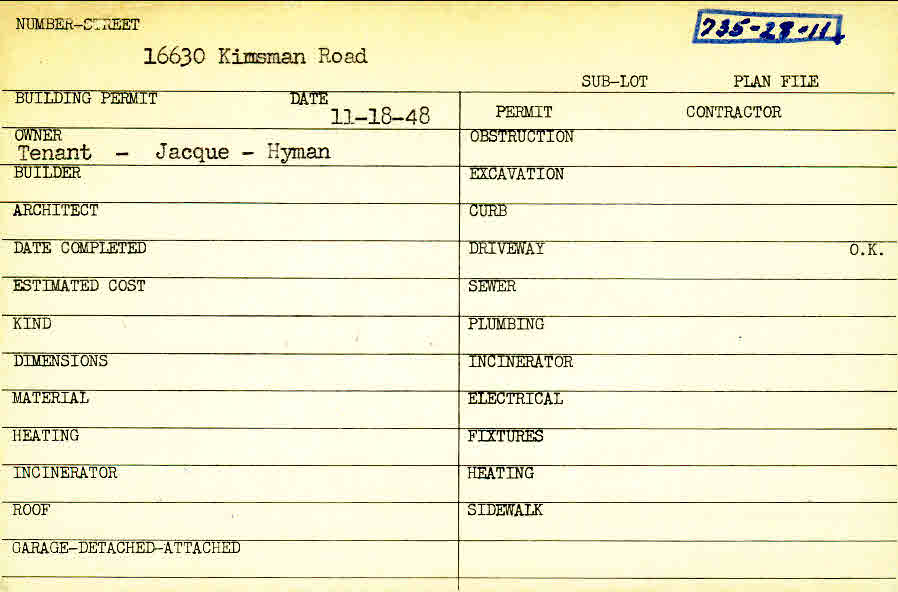 NUMBER-STREET
735-29-11
16630 Kimsman Road
SUB-LOT PLAN FILE
BUILDING PERMIT DATE
11-18-48
PERMIT CONTRACTOR
OWNER
Tenant - Jacque - Hyman
BUILDER
ARCHITECT
DATE COMPLETED
ESTIMATED COST
KIND
DIMENSIONS
MATERIAL
HEATING
INCINERATOR
ROOF
GARAGE-DETACHED-ATTACHED
OBSTRUCTION
EXCAVATION
CURB
DRIVEWAY O.K.
SEWER
PLUMBING
INCINERATOR
ELECTRICAL
FIXTURES
HEATING
SIDEWALK